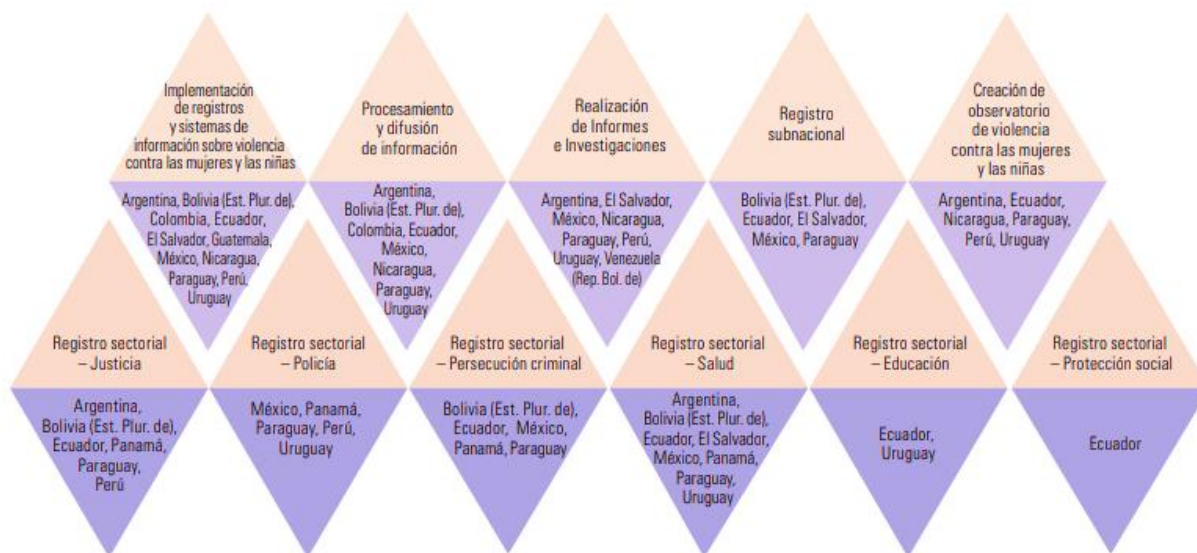 Implementación
de registros
y sistemas de
información sobre violencia
contra las mujeres y las niñas
Argentina, Bolivia (Est. Plur. de),
Colombia, Ecuador,
El Salvador, Guatemala,
México, Nicaragua,
Paraguay, Perú,
Uruguay
Procesamiento
y difusión
de información
Argentina,
Bolivia (Est. Plur. de),
Colombia, Ecuador,
México,
Nicaragua,
Paraguay,
Uruguay
Realización
de Informes
e Investigaciones
Argentina, El Salvador,
México, Nicaragua,
Paraguay, Perú,
Uruguay, Venezuela
(Rep. Bol. de)
Registro
subnacional
Bolivia (Est. Plur. de),
Ecuador, El Salvador,
México, Paraguay
Creación de
observatorio
de violencia
contra las mujeres
y las niñas
Argentina, Ecuador,
Nicaragua, Paraguay,
Perú, Uruguay
Registro sectorial
– Justicia
Argentina,
Bolivia (Est. Plur. de),
Ecuador, Panamá,
Paraguay,
Perú
Registro sectorial
– Policía
México, Panamá,
Paraguay, Perú,
Uruguay
Registro sectorial
– Persecución criminal
Bolivia (Est. Plur. de),
Ecuador, México,
Panamá, Paraguay
Registro sectorial
– Salud
Argentina,
Bolivia (Est. Plur. de),
Ecuador, El Salvador,
México, Panamá,
Paraguay,
Uruguay
Registro sectorial
– Educación
Ecuador,
Uruguay
Registro sectorial
– Protección social
Ecuador